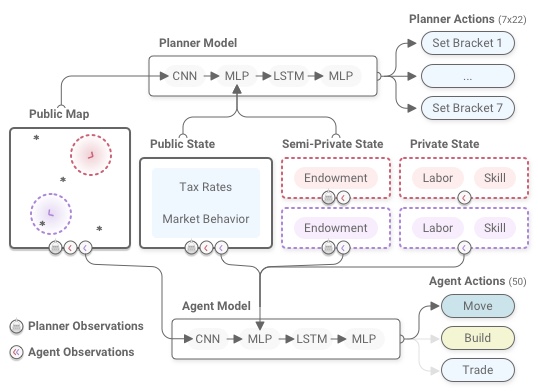 Planner Actions (7x22)
Planner Model
Set Bracket 1
CNN MLP LSTM MLP
...
Set Bracket 7
Public Map
Public State
Semi-Private State
Private State
Tax Rates
Market Behavior
Endowment
Labor Skill
Endowment
Labor Skill
Agent Actions (50)
Agent Model
Move
CNN MLP LSTM MLP
Build
Trade
Planner Observations
Agent Observations